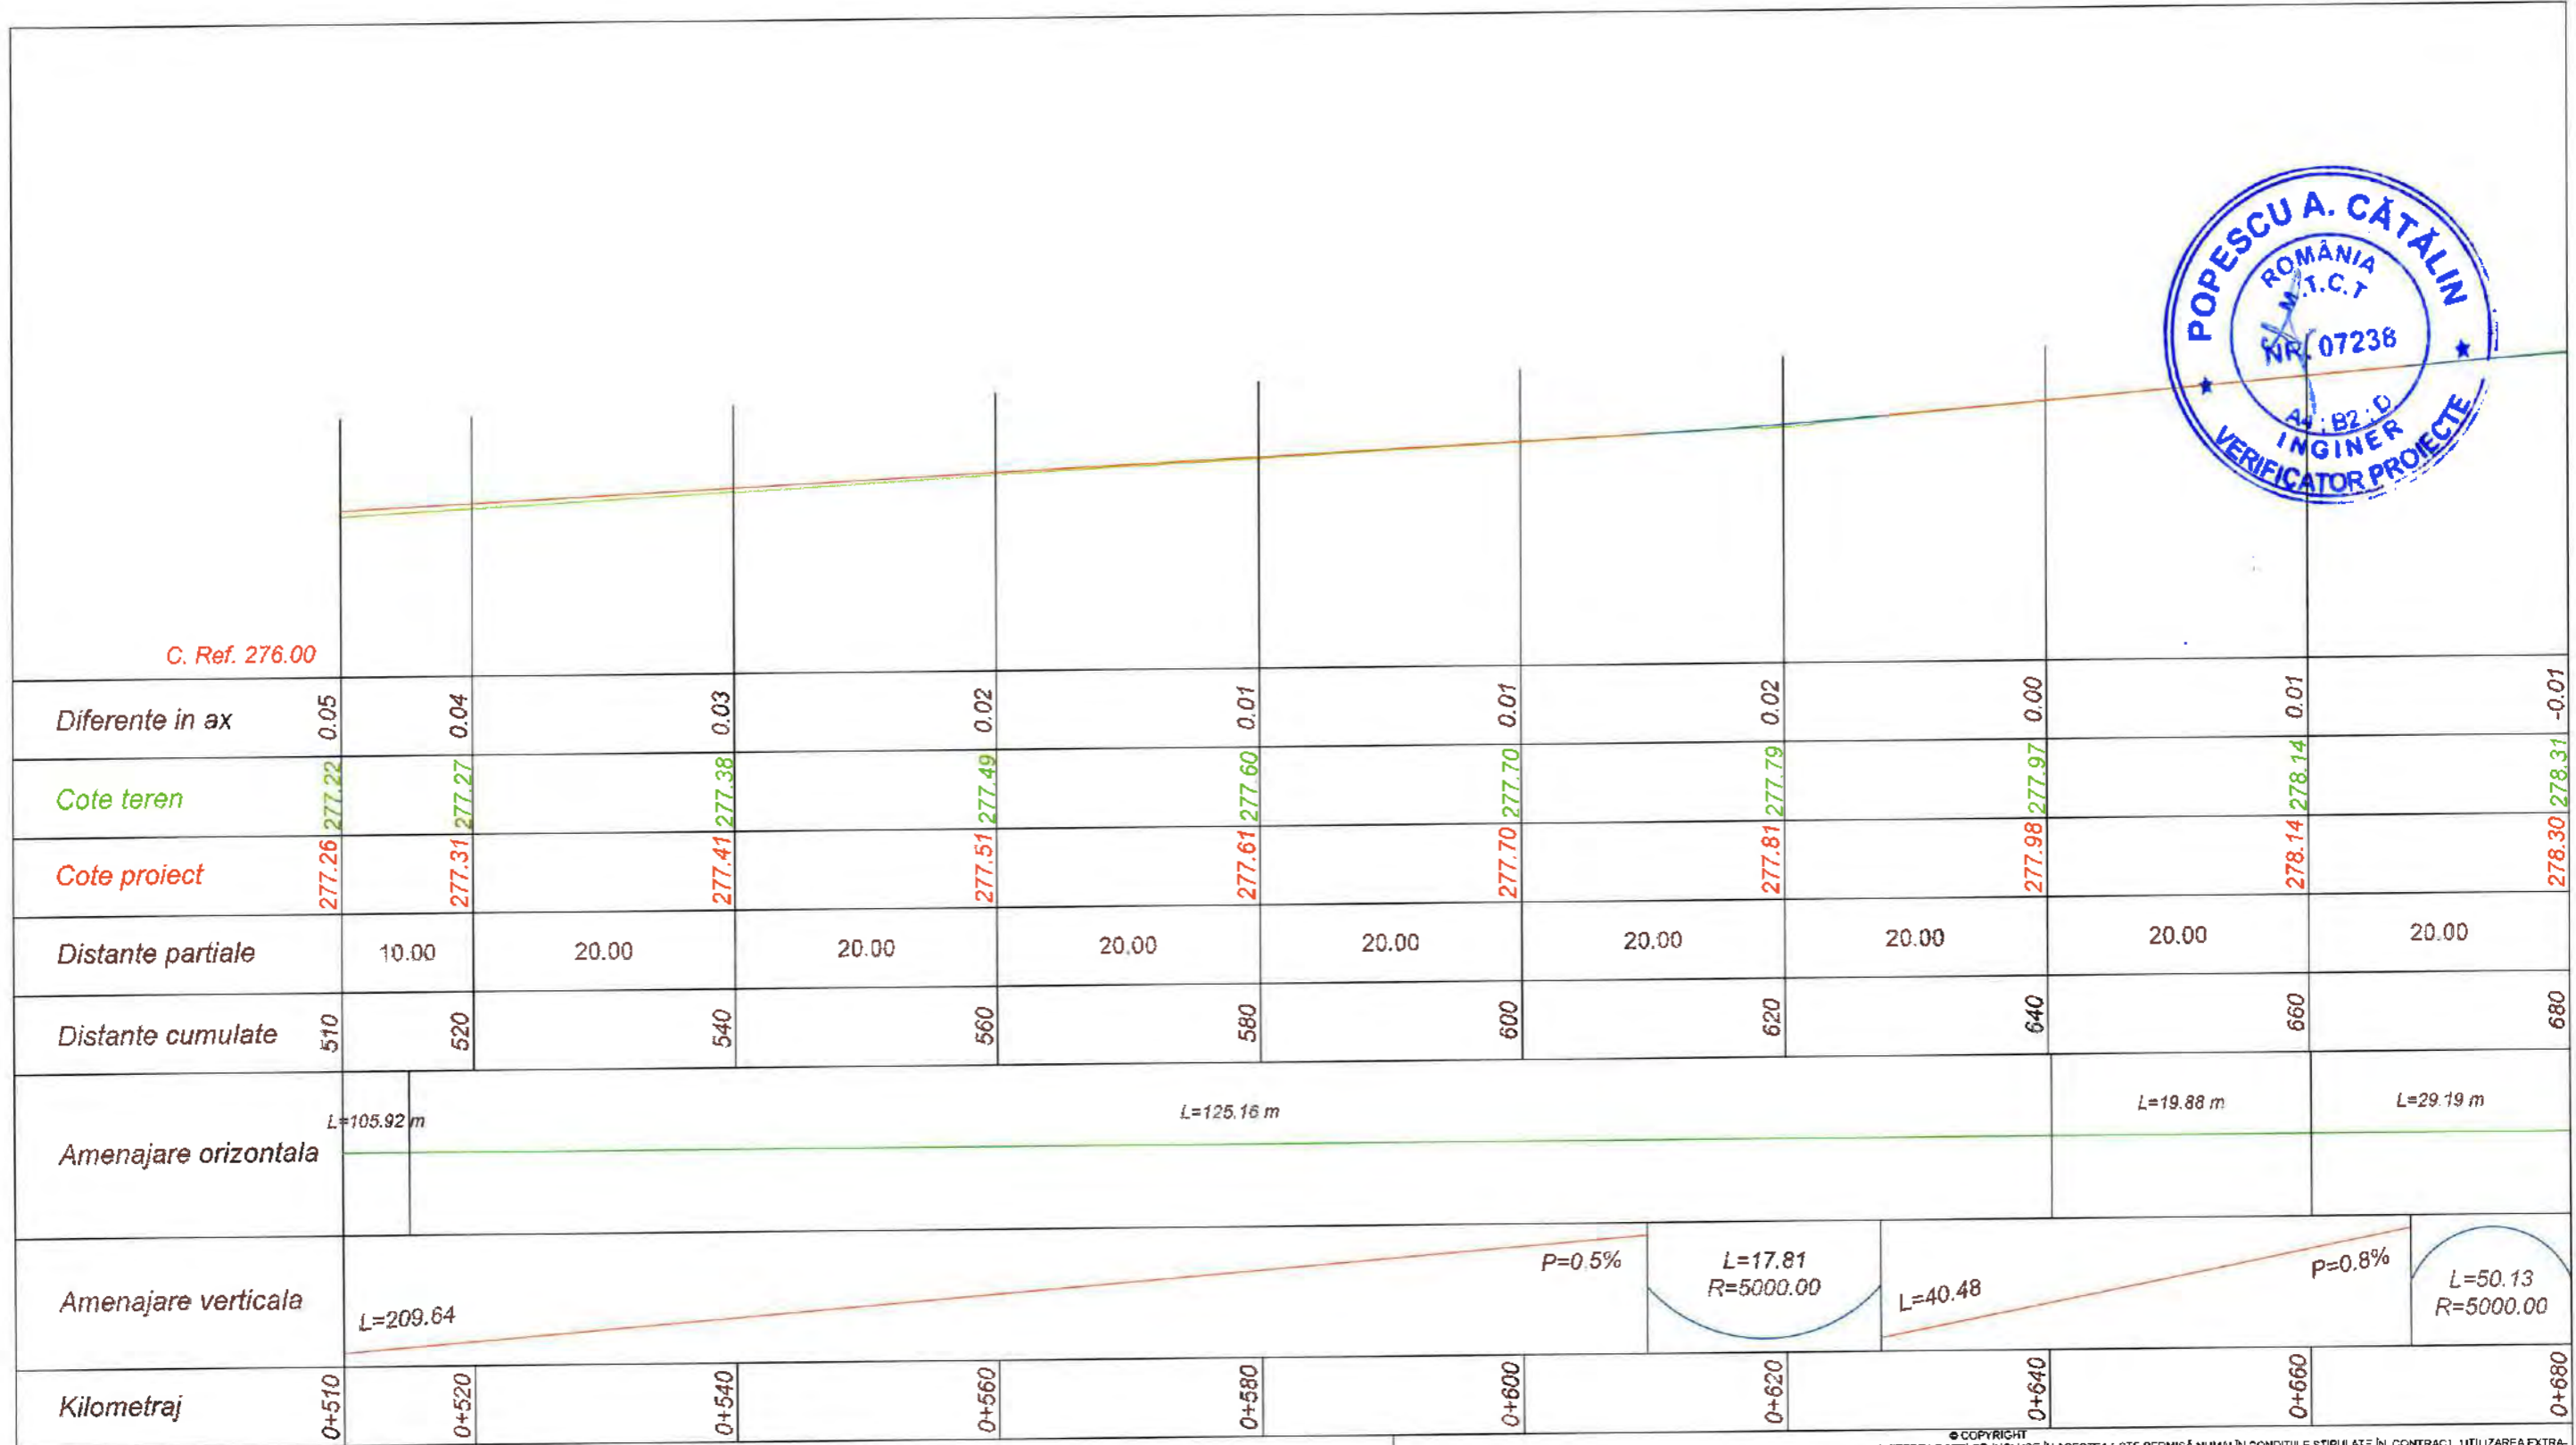 POPESCU A. CĂTĂLIN
ROMÂNIA
M.T.C.T
NR. 07238
A4 ; B2 ; D
INGINER
VERIFICATOR PROIECTE
C. Ref. 276.00
Diferente in ax 0.05 0.04 0.03 0.02 0.01 0.01 0.02 0.00 0.01 -0.01
Cote teren 277.22 277.27 277.38 277.49 277.60 277.70 277.79 277.97 278.14 278.31
Cote proiect 277.26 277.31 277.41 277.51 277.61 277.70 277.81 277.98 278.14 278.30
Distante partiale 10.00 20.00 20.00 20.00 20.00 20.00 20.00 20.00 20.00
Distante cumulate 510 520 540 560 580 600 620 640 660 680
Amenajare orizontala L=105.92 m L=125.16 m L=19.88 m L=29.19 m
Amenajare verticala L=209.64 P=0.5% L=17.81 R=5000.00 L=40.48 P=0.8% L=50.13 R=5000.00
Kilometraj 0+510 0+520 0+540 0+560 0+580 0+600 0+620 0+640 0+660 0+680
© COPYRIGHT